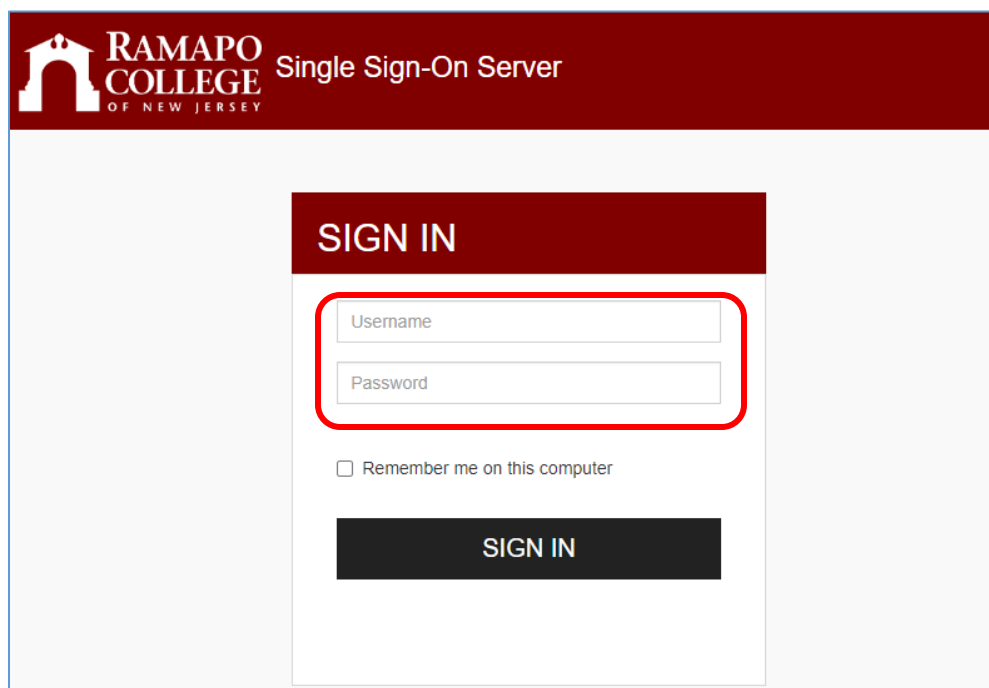 RAMAPO
COLLEGE
OF NEW JERSEY
Single Sign-On Server
SIGN IN
Username
Password
Remember me on this computer
SIGN IN